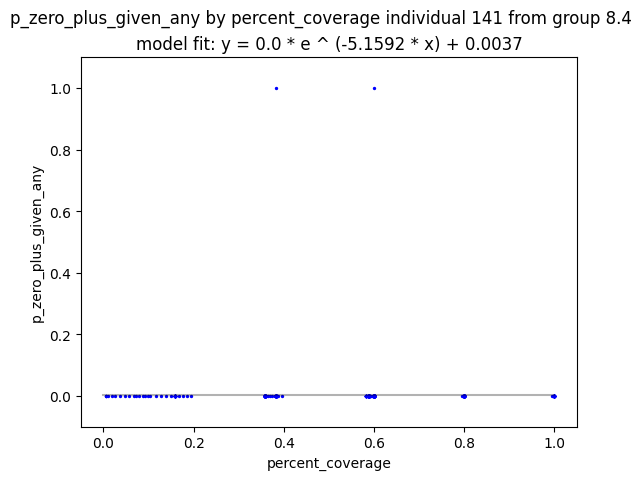 p_zero_plus_given_any by percent_coverage individual 141 from group 8.4
model fit: y = 0.0 * e ^ (-5.1592 * x) + 0.0037
p_zero_plus_given_any
1.0
0.8
0.6
0.4
0.2
0.0
0.0 0.2 0.4 0.6 0.8 1.0
percent_coverage